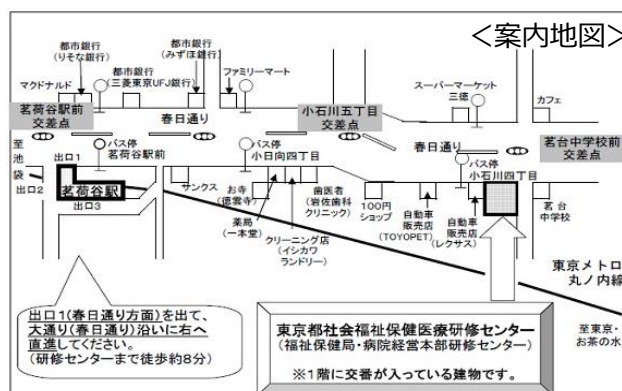 <案内地図>
都市銀行
(りそな銀行)
都市銀行
(みずほ銀行)
マクドナルド
都市銀行
(三菱東京UFJ銀行)
ファミリーマート
スーパーマーケット
三徳
カフェ
茗荷谷駅前
交差点
春日通り
小石川五丁目
交差点
春日通り
茗台中学校前
交差点
至
池
袋
出口1
バス停
茗荷谷駅前
バス停
小日向四丁目
バス停
小石川四丁目
出口2
茗荷谷駅
出口3
サンクス
お寺
(徳雲寺)
薬局
(一本堂)
クリーニング店
(イシカワ
ランドリー)
歯医者
(岩佐歯科
クリニック)
100円
ショップ
自動車
販売店
(TOYOPET)
自動車
販売店
(レクサス)
茗台
中学校
東京メトロ
丸ノ内線
至東京・
お茶の水
出口1(春日通り方面)を出て、
大通り(春日通り)沿いに右へ
直進してください。
(研修センターまで徒歩約8分)
東京都社会福祉保健医療研修センター
(福祉保健局・病院経営本部研修センター)
※1階に交番が入っている建物です。